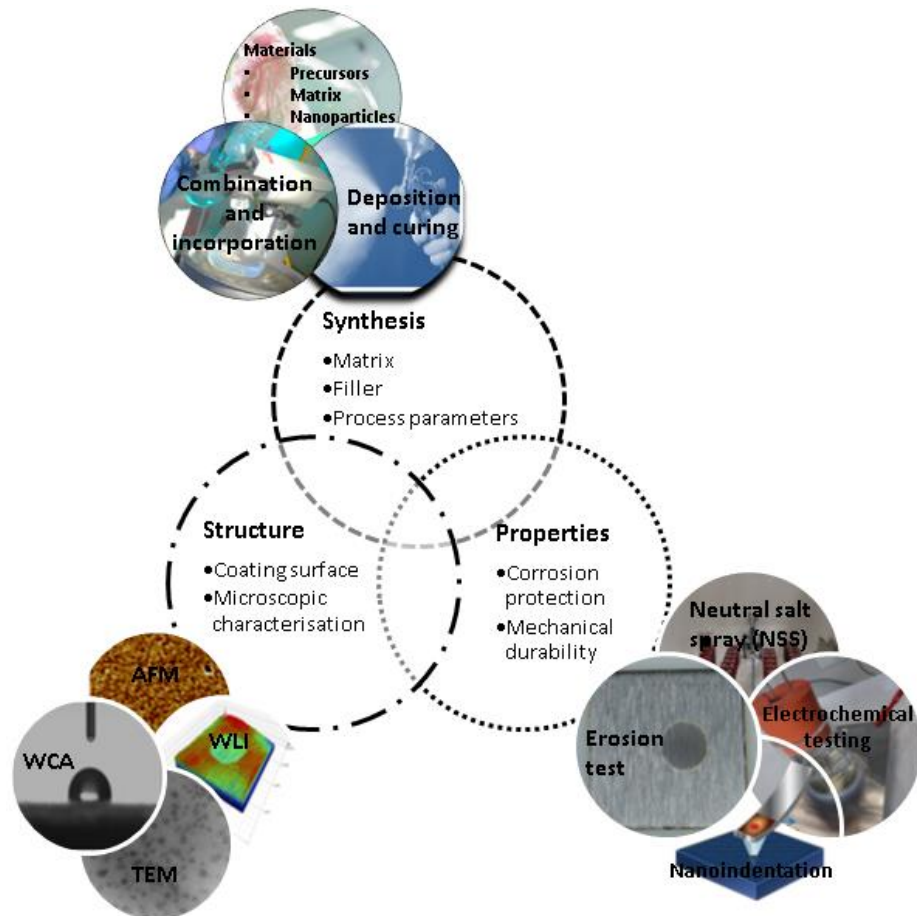 Materials
▪ Precursors
▪ Matrix
▪ Nanoparticles
Combination
and
incorporation
Deposition
and curing
Synthesis
•Matrix
•Filler
•Process parameters
Structure
•Coating surface
•Microscopic
characterisation
Properties
•Corrosion
protection
•Mechanical
durability
AFM
WCA
WLI
TEM
Neutral salt
spray (NSS)
Erosion
test
Electrochemical
testing
Nanoindentation